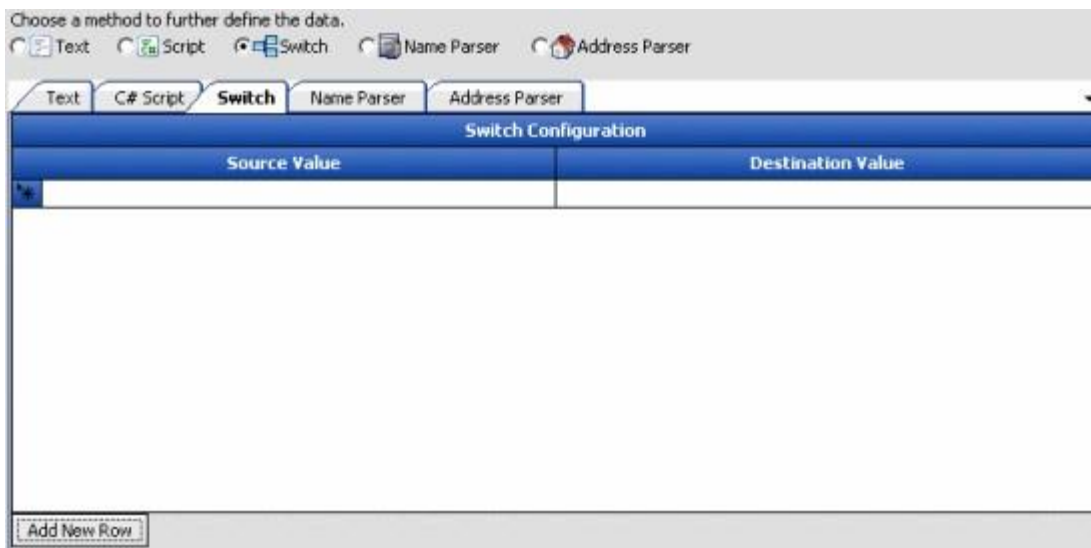 Choose a method to further define the data.
Text Script Switch Name Parser Address Parser
Text C# Script Switch Name Parser Address Parser
Switch Configuration
Source Value Destination Value
Add New Row